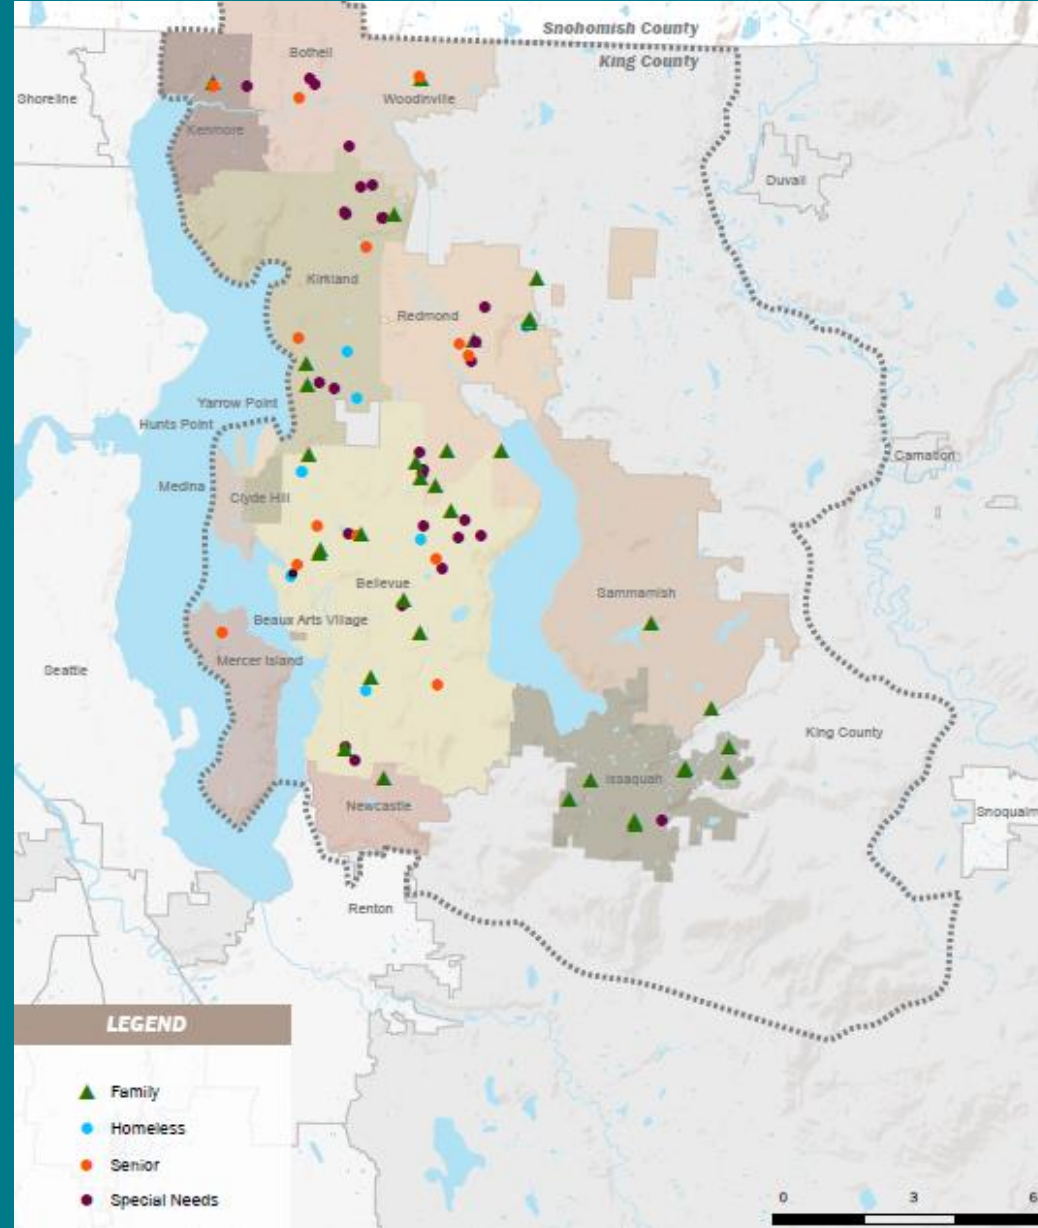 Snohomish County
King County
Bothell
Shoreline
Woodinville
Kenmore
Duvall
Kirkland
Redmond
Yarrow Point
Hunts Point
Carnation
Medina
Clyde Hill
Bellevue
Sammamish
Beaux Arts Village
Mercer Island
Seattle
King County
Issaquah
Newcastle
Snoqualm
Renton
LEGEND
Family
Homeless
Senior
Special Needs
0 3 6